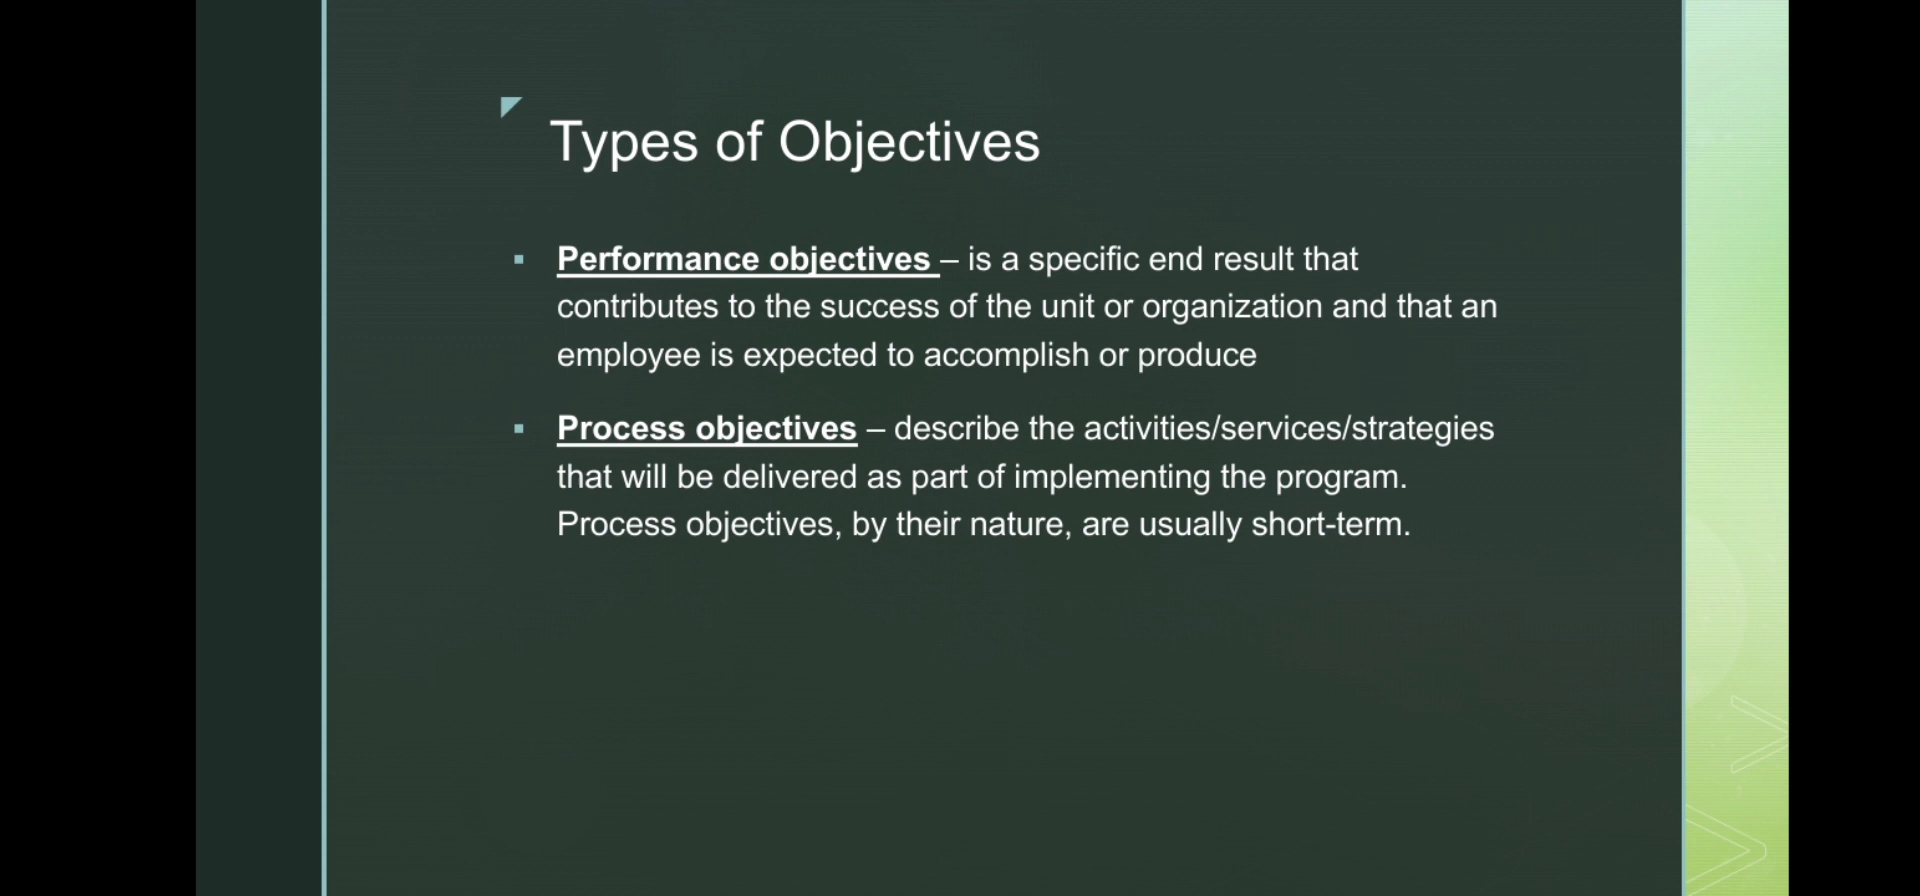 Types of Objectives
▪ Performance objectives – is a specific end result that
contributes to the success of the unit or organization and that an
employee is expected to accomplish or produce
▪ Process objectives – describe the activities/services/strategies
that will be delivered as part of implementing the program.
Process objectives, by their nature, are usually short-term.